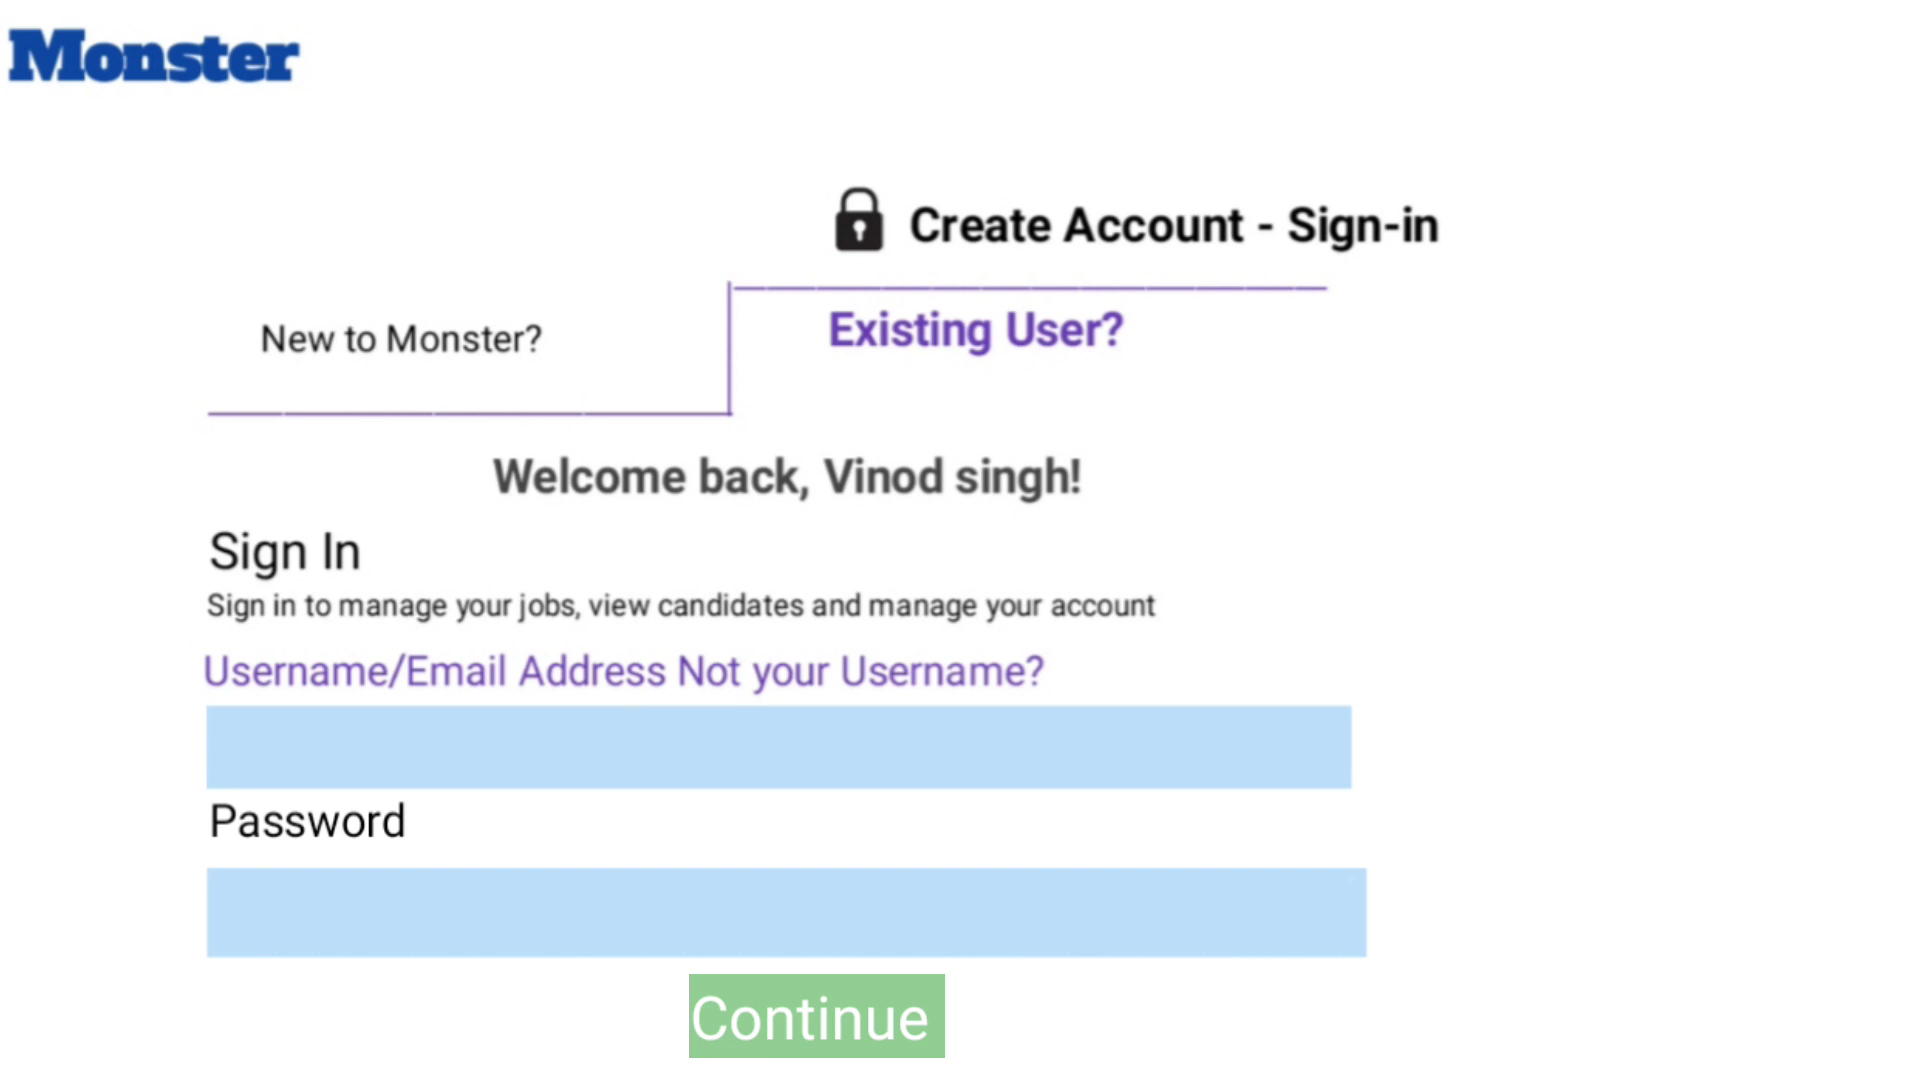 Monster
Create Account - Sign-in
New to Monster?
Existing User?
Welcome back, Vinod singh!
Sign In
Sign in to manage your jobs, view candidates and manage your account
Username/Email Address Not your Username?
Password
Continue